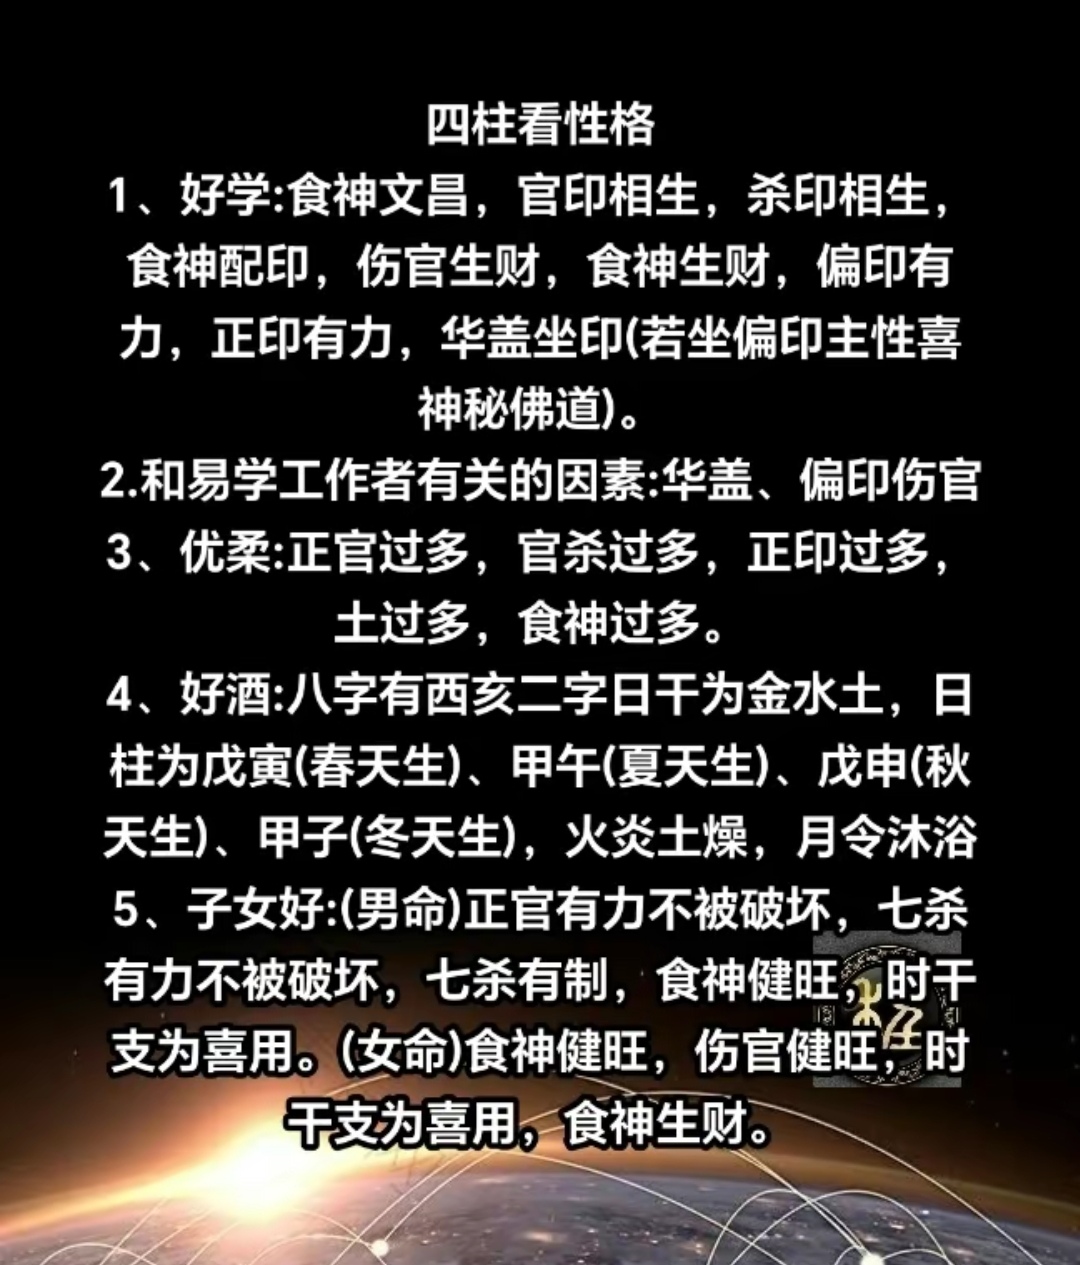 四柱看性格
1、好学:食神文昌，官印相生，杀印相生，
食神配印，伤官生财，食神生财，偏印有
力，正印有力，华盖坐印(若坐偏印主性喜
神秘佛道)。
2.和易学工作者有关的因素:华盖、偏印伤官
3、优柔:正官过多，官杀过多，正印过多，
土过多，食神过多。
4、好酒:八字有西亥二字日干为金水土，日
柱为戊寅(春天生)、甲午(夏天生)、戊申(秋
天生)、甲子(冬天生)，火炎土燥，月令沐浴
5、子女好:(男命)正官有力不被破坏，七杀
有力不被破坏，七杀有制，食神健旺，时干
支为喜用。(女命)食神健旺，伤官健旺，时
干支为喜用，食神生财。